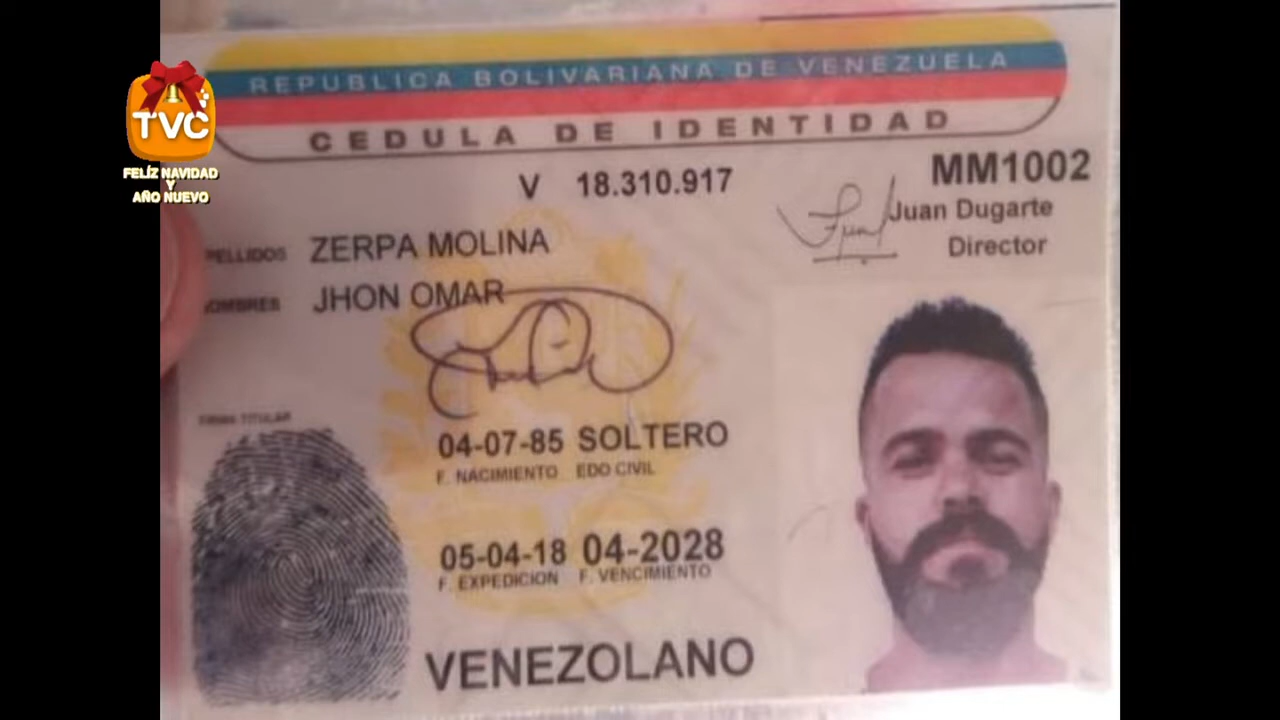 TVC
FELÍZ NAVIDAD
Y
AÑO NUEVO
REPUBLICA BOLIVARIANA DE VENEZUELA
CEDULA DE IDENTIDAD
V 18.310.917
MM1002
Juan Dugarte
Director
PELLIDOS ZERPA MOLINA
OMBRES JHON OMAR
FIRMA TITULAR
04-07-85 SOLTERO
F. NACIMIENTO EDO CIVIL
05-04-18 04-2028
F. EXPEDICION F. VENCIMIENTO
VENEZOLANO